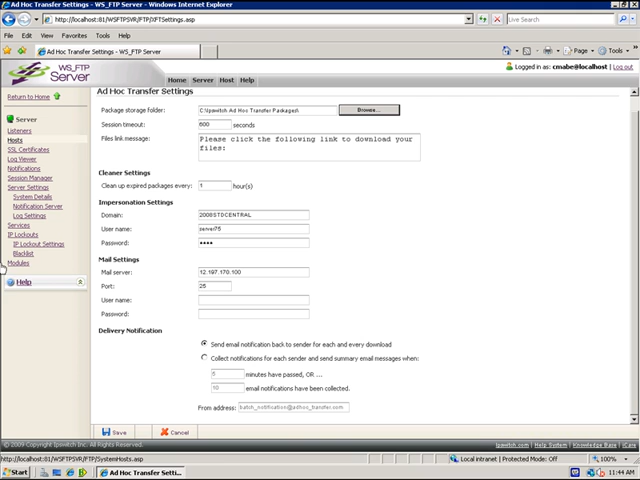 Ad Hoc Transfer Settings - WS_FTP Server - Windows Internet Explorer
http://localhost:81/WSFTPSVR/FTP/XFTSettings.asp
Live Search
File Edit View Favorites Tools Help
Ad Hoc Transfer Settings - WS_FTP Server
Page Tools
WS_FTP
Server
Logged in as: cmabe@localhost | Log out
Home Server Host Help
Return to Home
Server
Listeners
Hosts
SSL Certificates
Log Viewer
Notifications
Session Manager
Server Settings
System Details
Notification Server
Log Settings
Services
IP Lockouts
IP Lockout Settings
Blacklist
Modules
Help
Ad Hoc Transfer Settings
Package storage folder: C:\Ipswitch Ad Hoc Transfer Packages\ Browse...
Session timeout: 600 seconds
Files link message: Please click the following link to download your
files:
Cleaner Settings
Clean up expired packages every: 1 hour(s)
Impersonation Settings
Domain: 2008STDCENTRAL
User name: server75
Password: ••••
Mail Settings
Mail server: 12.197.170.100
Port: 25
User name:
Password:
Delivery Notification
Send email notification back to sender for each and every download
Collect notifications for each sender and send summary email messages when:
5 minutes have passed, OR ...
10 email notifications have been collected.
From address: batch_notification@adhoc_transfer.com
Save Cancel
© 2009 Copyright Ipswitch Inc. All Rights Reserved.
Ipswitch.com | Help System | Knowledge Base | iCare
http://localhost:81/WSFTPSVR/FTP/SystemHosts.asp
Local intranet | Protected Mode: Off
100%
Start
Ad Hoc Transfer Setti...
11:44 AM